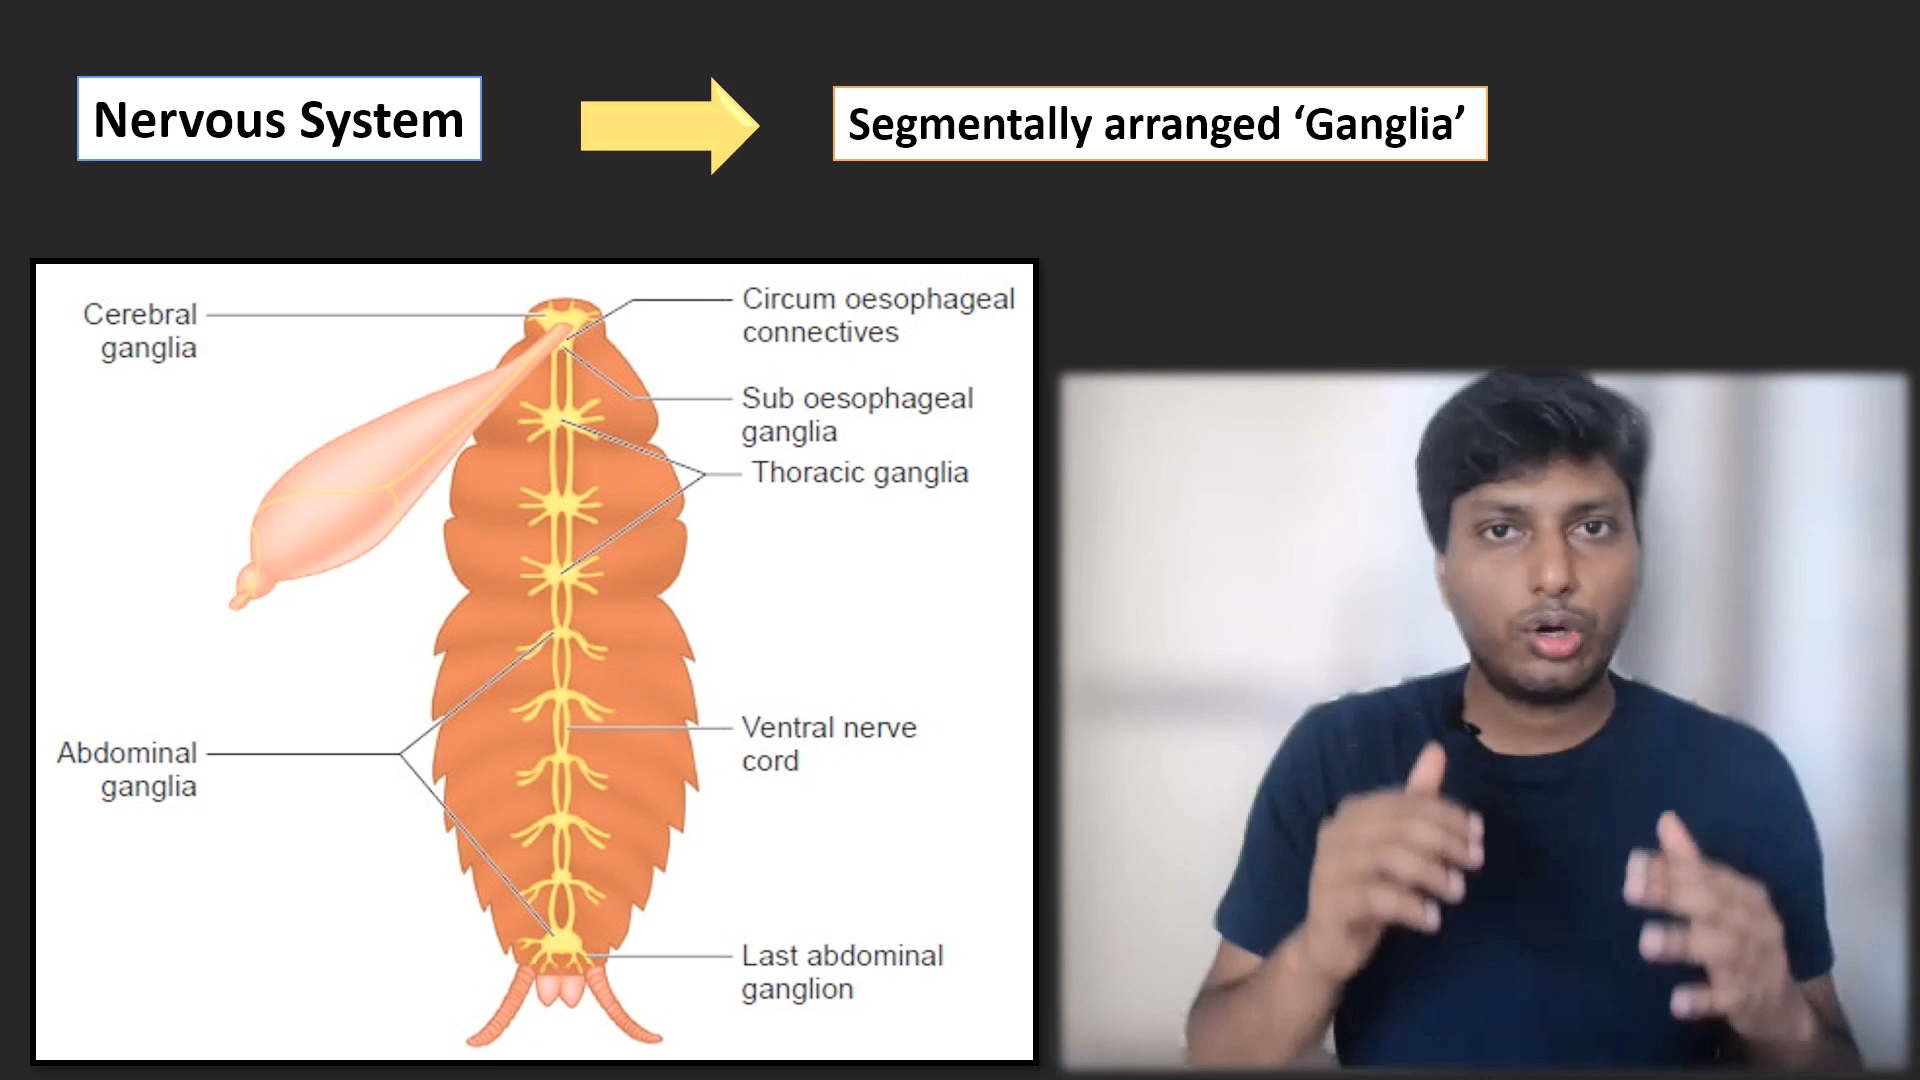 Nervous System
Segmentally arranged ‘Ganglia’
Cerebral
ganglia
Circum oesophageal
connectives
Sub oesophageal
ganglia
Thoracic ganglia
Abdominal
ganglia
Ventral nerve
cord
Last abdominal
ganglion